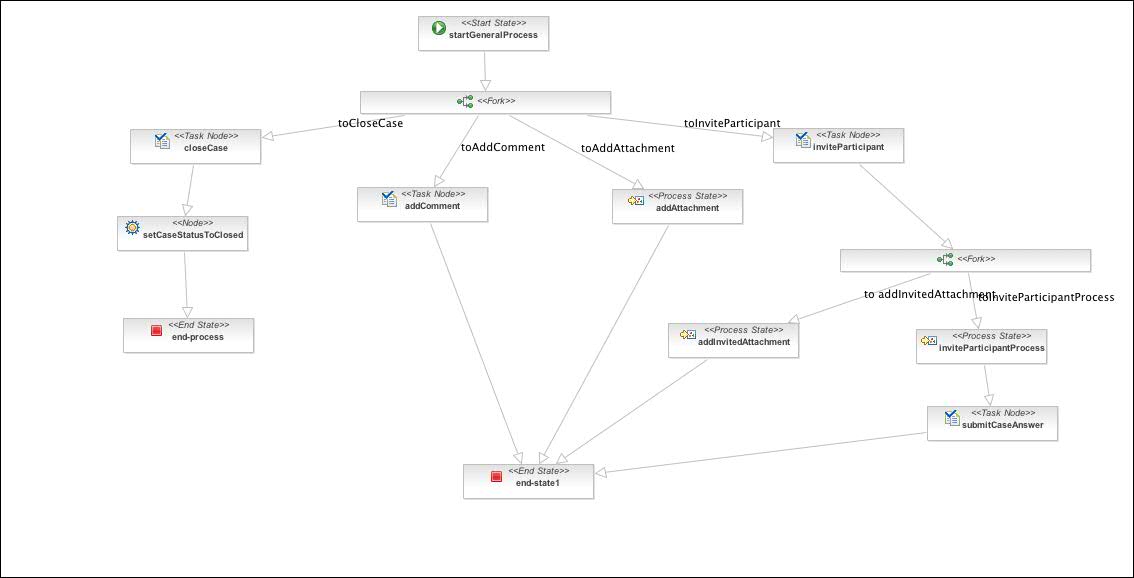 <<Start State>>
startGeneralProcess
<<Fork>>
toCloseCase
toInviteParticipant
<<Task Node>>
closeCase
<<Task Node>>
inviteParticipant
toAddComment
toAddAttachment
<<Task Node>>
addComment
<<Process State>>
addAttachment
<<Node>>
setCaseStatusToClosed
<<Fork>>
to addInvitedAttachment
toInviteParticipantProcess
<<End State>>
end-process
<<Process State>>
addInvitedAttachment
<<Process State>>
inviteParticipantProcess
<<Task Node>>
submitCaseAnswer
<<End State>>
end-state1